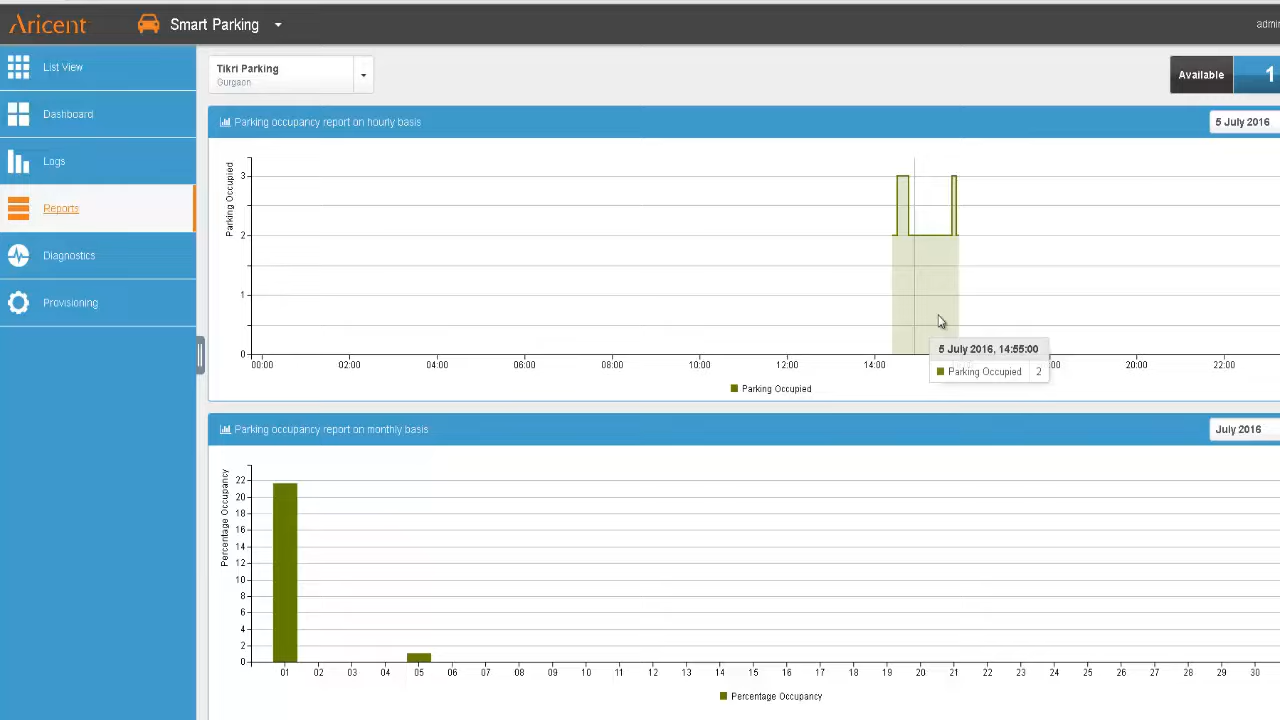 Aricent Smart Parking admin
List View
Dashboard
Logs
Reports
Diagnostics
Provisioning
Tikri Parking
Gurgaon
Available 1
Parking occupancy report on hourly basis 5 July 2016
Parking Occupied
3
2
1
0
00:00 02:00 04:00 06:00 08:00 10:00 12:00 14:00 20:00 22:00
5 July 2016, 14:55:00
Parking Occupied 2
Parking Occupied
Parking occupancy report on monthly basis July 2016
Percentage Occupancy
22
20
18
16
14
12
10
8
6
4
2
0
01 02 03 04 05 06 07 08 09 10 11 12 13 14 15 16 17 18 19 20 21 22 23 24 25 26 27 28 29 30
Percentage Occupancy